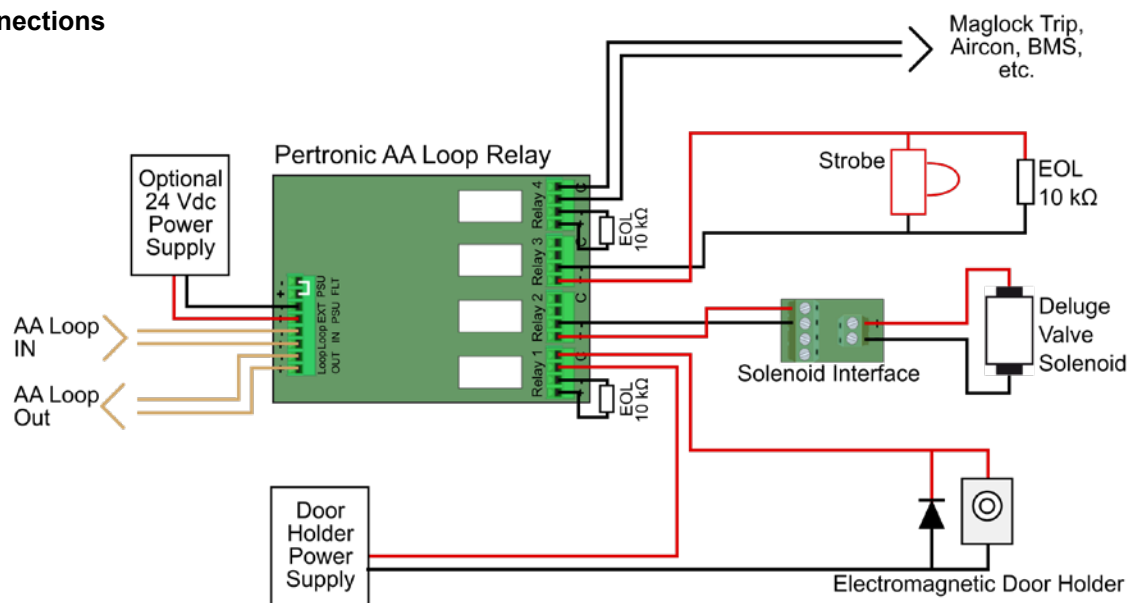 nnections
Maglock Trip,
Aircon, BMS,
etc.
Pertronic AA Loop Relay
Optional
24 Vdc
Power
Supply
Strobe
EOL
10 kΩ
Relay 4
C
- +
EOL
10 kΩ
Relay 3
C
- +
Relay 2
C
- +
Relay 1
C
- +
EOL
10 kΩ
+ -
PSU FLT
EXT PSU
Loop IN
Loop OUT
AA Loop
IN
AA Loop
Out
Solenoid Interface
Deluge
Valve
Solenoid
Door
Holder
Power
Supply
Electromagnetic Door Holder